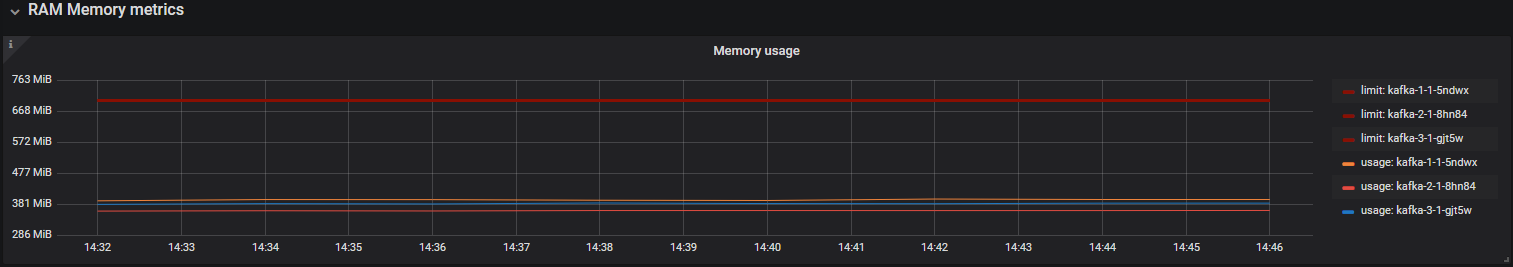 RAM Memory metrics
i
Memory usage
763 MiB
668 MiB
572 MiB
477 MiB
381 MiB
286 MiB
14:32 14:33 14:34 14:35 14:36 14:37 14:38 14:39 14:40 14:41 14:42 14:43 14:44 14:45 14:46
limit: kafka-1-1-5ndwx
limit: kafka-2-1-8hn84
limit: kafka-3-1-gjt5w
usage: kafka-1-1-5ndwx
usage: kafka-2-1-8hn84
usage: kafka-3-1-gjt5w